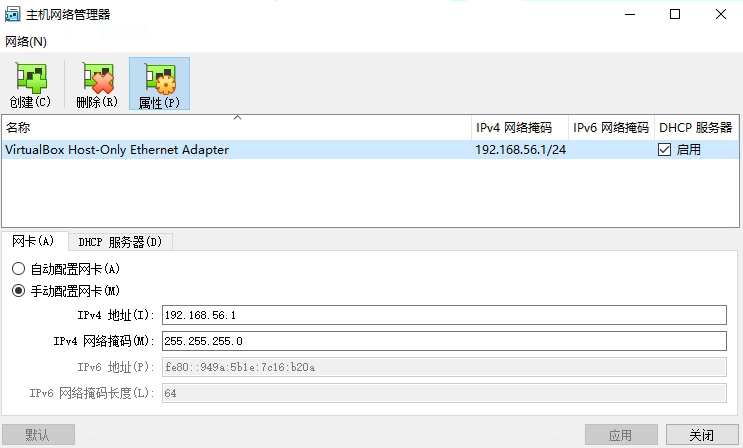 主机网络管理器
网络(N)
创建(C) 删除(R) 属性(P)
名称 IPv4 网络掩码 IPv6 网络掩码 DHCP 服务器
VirtualBox Host-Only Ethernet Adapter 192.168.56.1/24 启用
网卡(A) DHCP 服务器(D)
自动配置网卡(A)
手动配置网卡(M)
IPv4 地址(I): 192.168.56.1
IPv4 网络掩码(M): 255.255.255.0
IPv6 地址(P): fe80::949a:5b1e:7c16:b20a
IPv6 网络掩码长度(L): 64
默认 应用 关闭